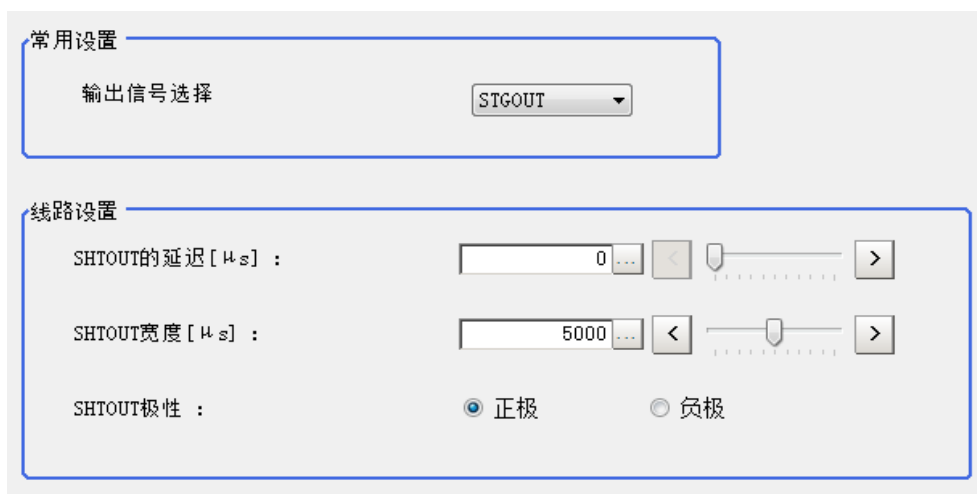 常用设置
输出信号选择 STGOUT
线路设置
SHTOUT的延迟[μs] : 0 ... < >
SHTOUT宽度[μs] : 5000 ... < >
SHTOUT极性 : 正极 负极